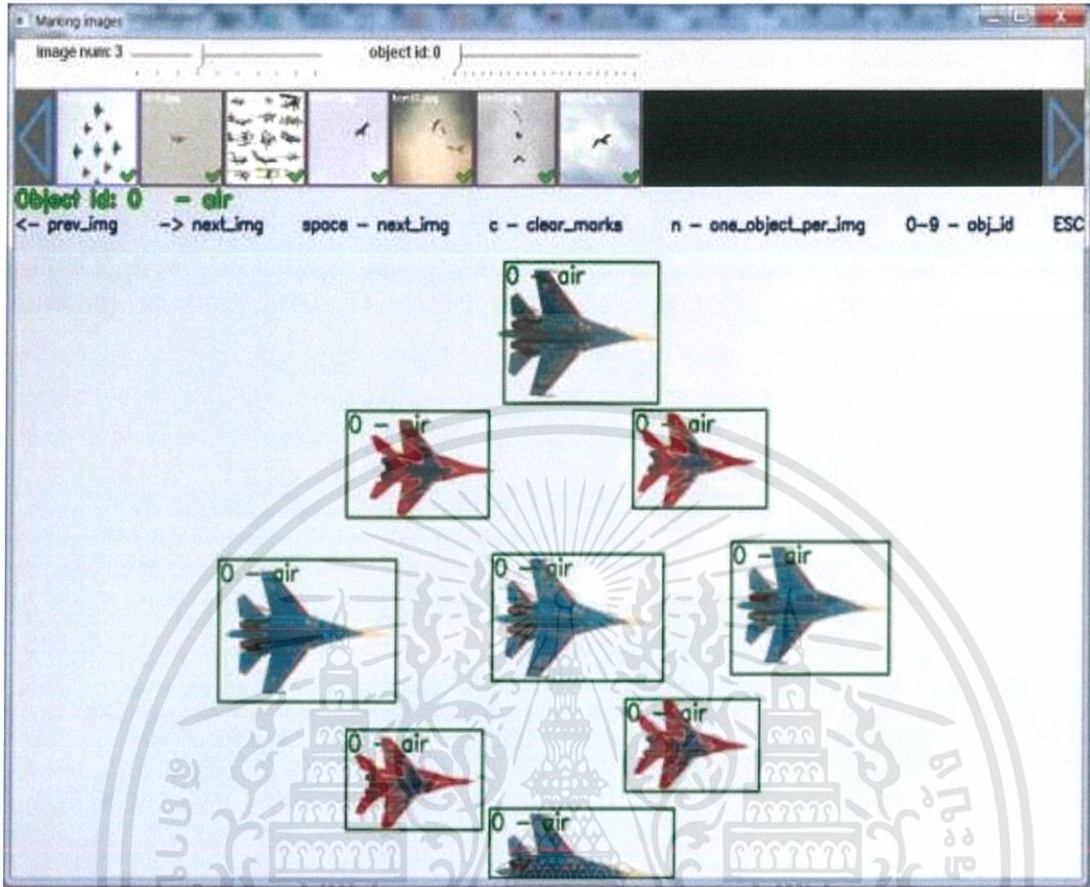 Marking images
image num: 3 object id: 0
Object id: 0 - air
<- prev_img -> next_img space - next_img c - clear_marks n - one_object_per_img 0-9 - obj_id ESC
0 - air
0 - air
0 - air
0 - air
0 - air
0 - air
0 - air
0 - air
0 - air